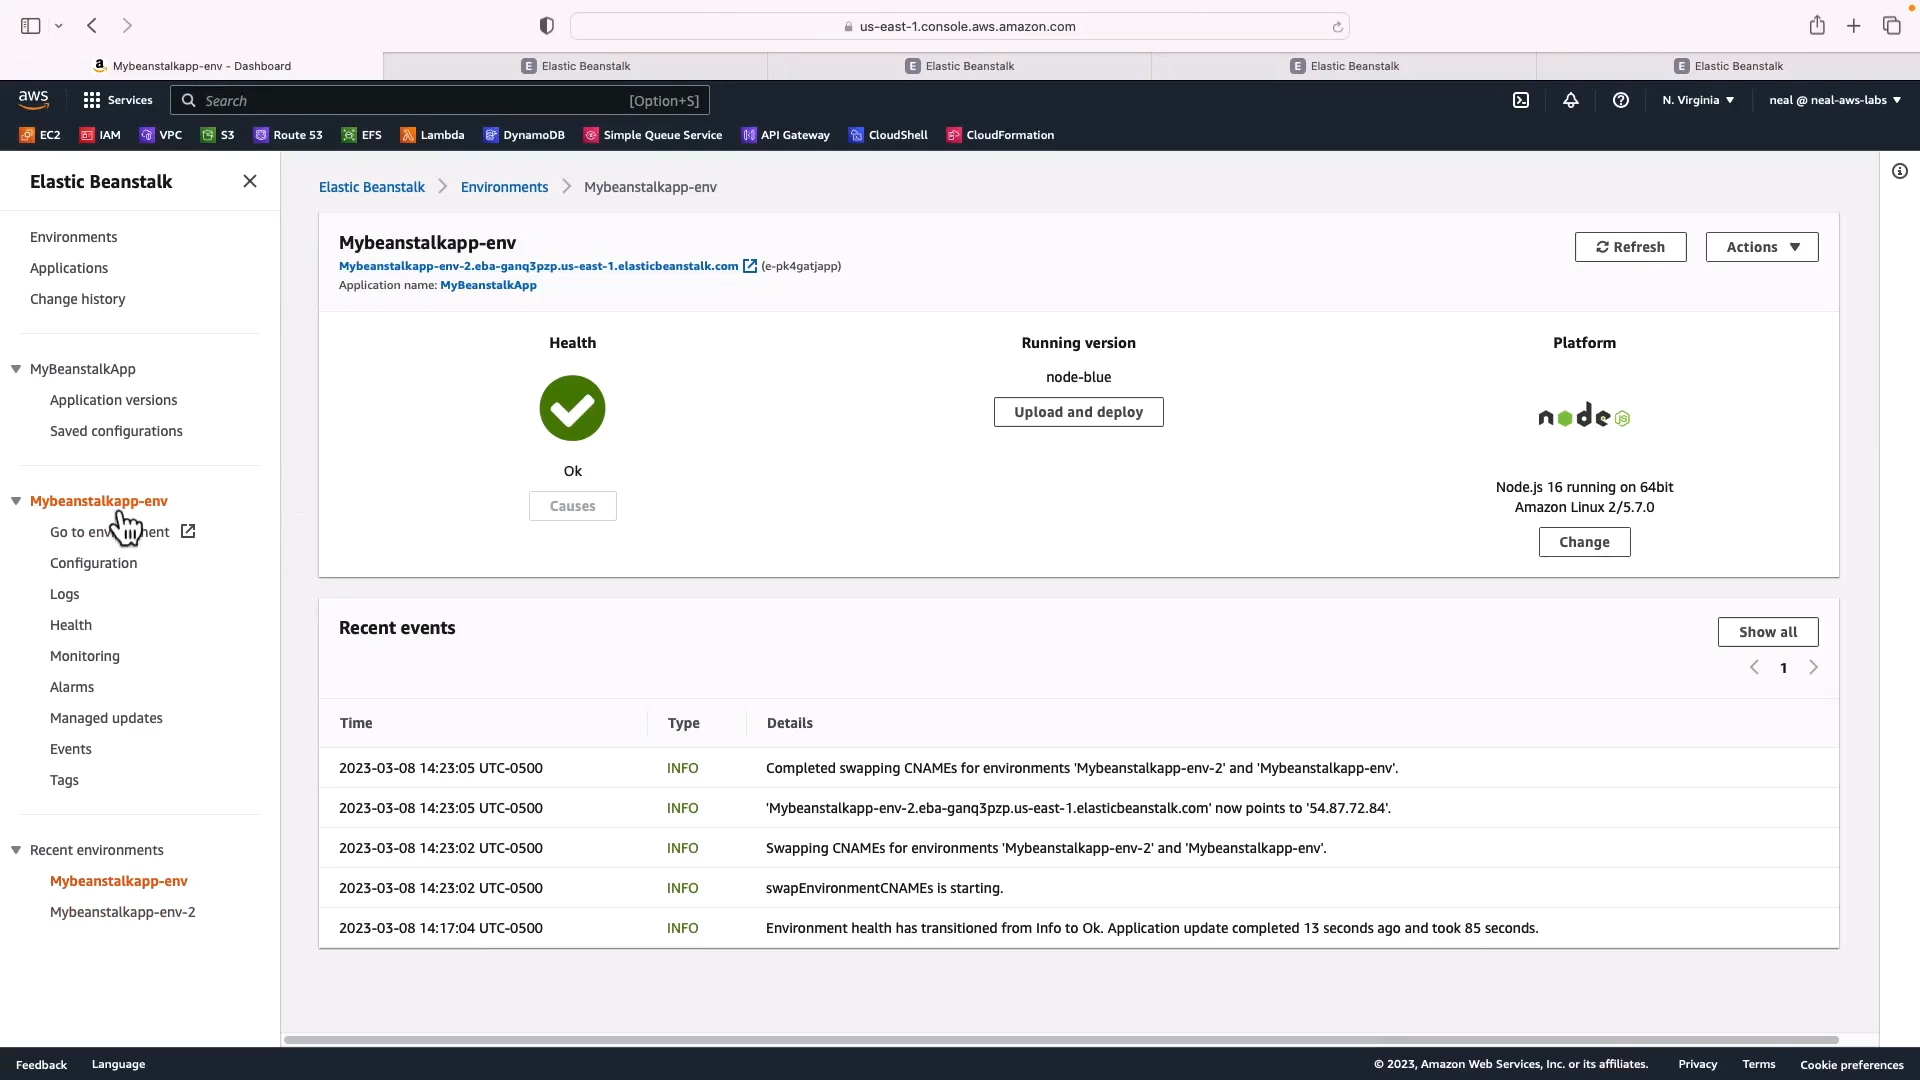 us-east-1.console.aws.amazon.com
Mybeanstalkapp-env - Dashboard
E Elastic Beanstalk
E Elastic Beanstalk
E Elastic Beanstalk
E Elastic Beanstalk
aws
Services
Search
[Option+S]
N. Virginia
neal @ neal-aws-labs
EC2
IAM
VPC
S3
Route 53
EFS
Lambda
DynamoDB
Simple Queue Service
API Gateway
CloudShell
CloudFormation
Elastic Beanstalk
Environments
Applications
Change history
MyBeanstalkApp
Application versions
Saved configurations
Mybeanstalkapp-env
Go to
Configuration
Logs
Health
Monitoring
Alarms
Managed updates
Events
Tags
Recent environments
Mybeanstalkapp-env
Mybeanstalkapp-env-2
Elastic Beanstalk
Environments
Mybeanstalkapp-env
Mybeanstalkapp-env
Mybeanstalkapp-env-2.eba-ganq3pzp.us-east-1.elasticbeanstalk.com (e-pk4gatjapp)
Application name: MyBeanstalkApp
Refresh
Actions
Health
Ok
Causes
Running version
node-blue
Upload and deploy
Platform
node JS
Node.js 16 running on 64bit
Amazon Linux 2/5.7.0
Change
Recent events
Show all
1
Time Type Details
2023-03-08 14:23:05 UTC-0500 INFO Completed swapping CNAMEs for environments 'Mybeanstalkapp-env-2' and 'Mybeanstalkapp-env'.
2023-03-08 14:23:05 UTC-0500 INFO 'Mybeanstalkapp-env-2.eba-ganq3pzp.us-east-1.elasticbeanstalk.com' now points to '54.87.72.84'.
2023-03-08 14:23:02 UTC-0500 INFO Swapping CNAMEs for environments 'Mybeanstalkapp-env-2' and 'Mybeanstalkapp-env'.
2023-03-08 14:23:02 UTC-0500 INFO swapEnvironmentCNAMEs is starting.
2023-03-08 14:17:04 UTC-0500 INFO Environment health has transitioned from Info to Ok. Application update completed 13 seconds ago and took 85 seconds.
Feedback
Language
© 2023, Amazon Web Services, Inc. or its affiliates.
Privacy
Terms
Cookie preferences